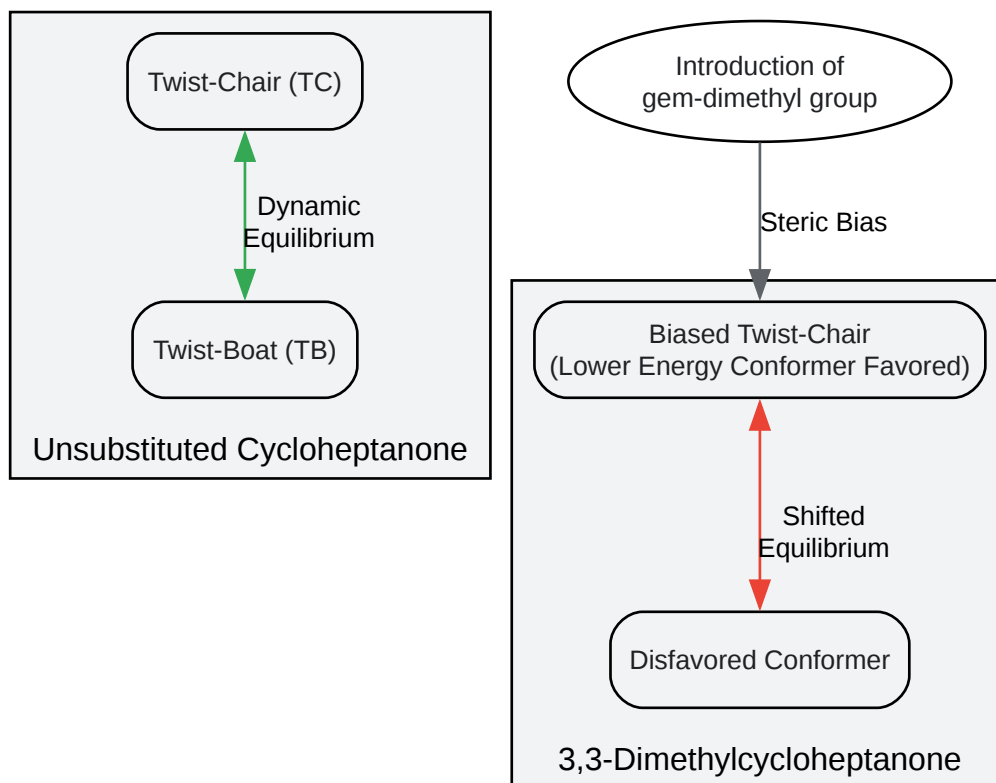 Twist-Chair (TC)
Dynamic
Equilibrium
Twist-Boat (TB)
Unsubstituted Cycloheptanone
Introduction of
gem-dimethyl group
Steric Bias
Biased Twist-Chair
(Lower Energy Conformer Favored)
Shifted
Equilibrium
Disfavored Conformer
3,3-Dimethylcycloheptanone